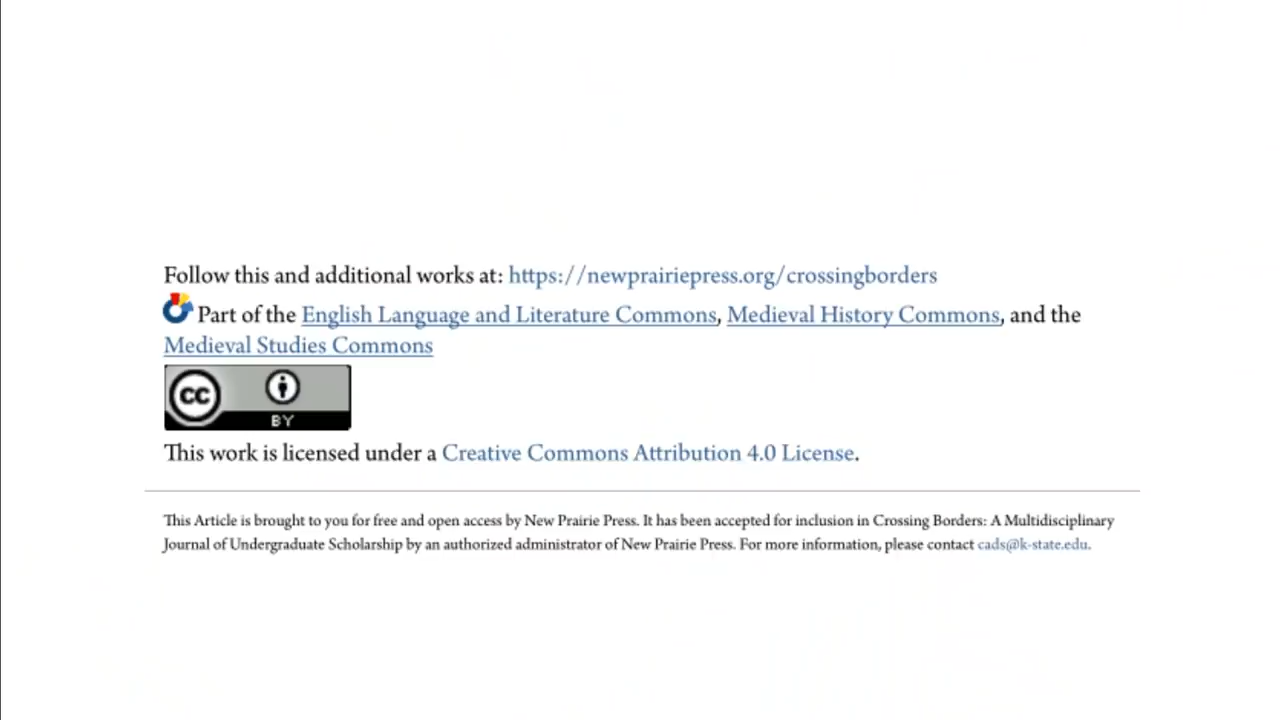 Follow this and additional works at: https://newprairiepress.org/crossingborders
Part of the English Language and Literature Commons, Medieval History Commons, and the
Medieval Studies Commons
cc
BY
This work is licensed under a Creative Commons Attribution 4.0 License.
This Article is brought to you for free and open access by New Prairie Press. It has been accepted for inclusion in Crossing Borders: A Multidisciplinary
Journal of Undergraduate Scholarship by an authorized administrator of New Prairie Press. For more information, please contact cads@k-state.edu.